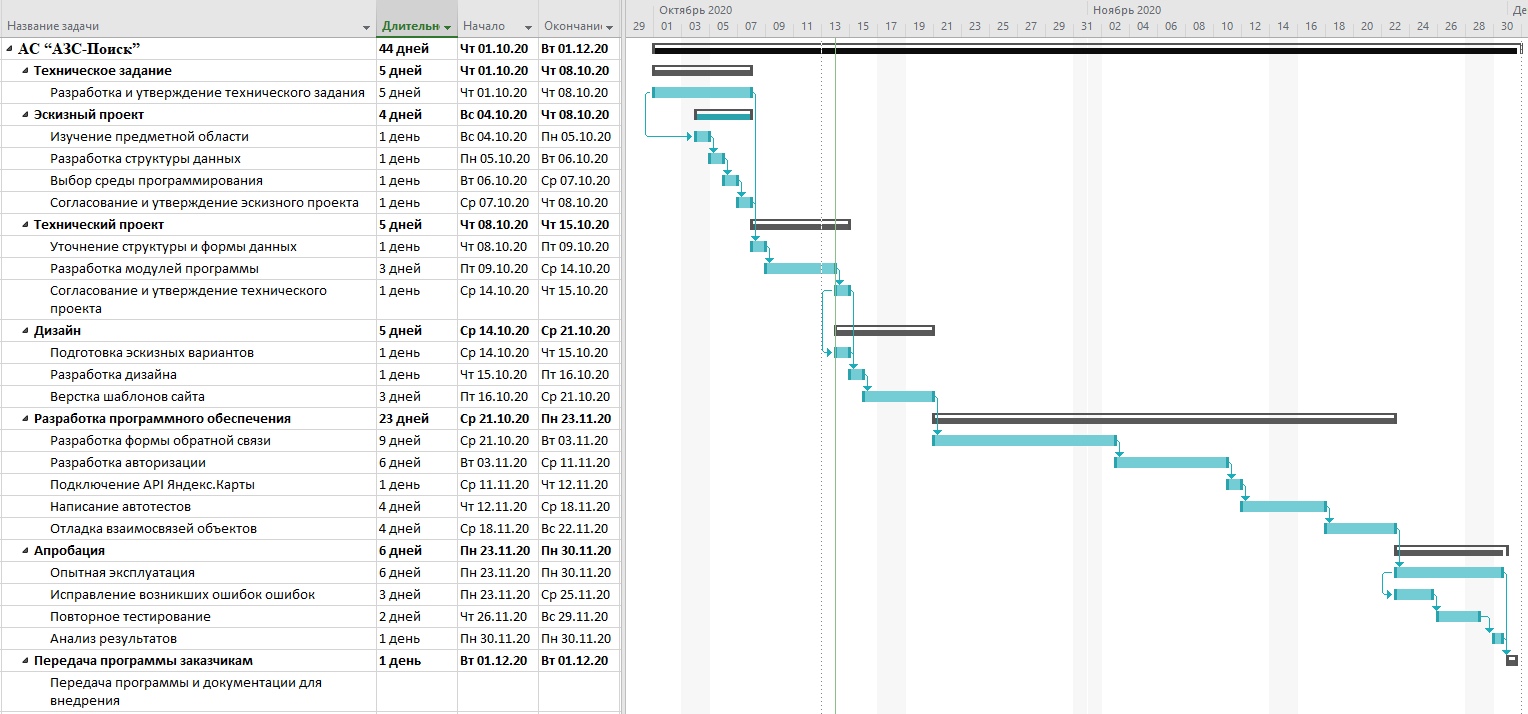 Октябрь 2020 Ноябрь 2020 Де
Название задачи Длительн Начало Окончани 29 01 03 05 07 09 11 13 15 17 19 21 23 25 27 29 31 02 04 06 08 10 12 14 16 18 20 22 24 26 28 30
АС “АЗС-Поиск” 44 дней Чт 01.10.20 Вт 01.12.20
Техническое задание 5 дней Чт 01.10.20 Чт 08.10.20
Разработка и утверждение технического задания 5 дней Чт 01.10.20 Чт 08.10.20
Эскизный проект 4 дней Вс 04.10.20 Чт 08.10.20
Изучение предметной области 1 день Вс 04.10.20 Пн 05.10.20
Разработка структуры данных 1 день Пн 05.10.20 Вт 06.10.20
Выбор среды программирования 1 день Вт 06.10.20 Ср 07.10.20
Согласование и утверждение эскизного проекта 1 день Ср 07.10.20 Чт 08.10.20
Технический проект 5 дней Чт 08.10.20 Чт 15.10.20
Уточнение структуры и формы данных 1 день Чт 08.10.20 Пт 09.10.20
Разработка модулей программы 3 дней Пт 09.10.20 Ср 14.10.20
Согласование и утверждение технического 1 день Ср 14.10.20 Чт 15.10.20
проекта
Дизайн 5 дней Ср 14.10.20 Ср 21.10.20
Подготовка эскизных вариантов 1 день Ср 14.10.20 Чт 15.10.20
Разработка дизайна 1 день Чт 15.10.20 Пт 16.10.20
Верстка шаблонов сайта 3 дней Пт 16.10.20 Ср 21.10.20
Разработка программного обеспечения 23 дней Ср 21.10.20 Пн 23.11.20
Разработка формы обратной связи 9 дней Ср 21.10.20 Вт 03.11.20
Разработка авторизации 6 дней Вт 03.11.20 Ср 11.11.20
Подключение API Яндекс.Карты 1 день Ср 11.11.20 Чт 12.11.20
Написание автотестов 4 дней Чт 12.11.20 Ср 18.11.20
Отладка взаимосвязей объектов 4 дней Ср 18.11.20 Вс 22.11.20
Апробация 6 дней Пн 23.11.20 Пн 30.11.20
Опытная эксплуатация 6 дней Пн 23.11.20 Пн 30.11.20
Исправление возникших ошибок ошибок 3 дней Пн 23.11.20 Ср 25.11.20
Повторное тестирование 2 дней Чт 26.11.20 Вс 29.11.20
Анализ результатов 1 день Пн 30.11.20 Пн 30.11.20
Передача программы заказчикам 1 день Вт 01.12.20 Вт 01.12.20
Передача программы и документации для
внедрения